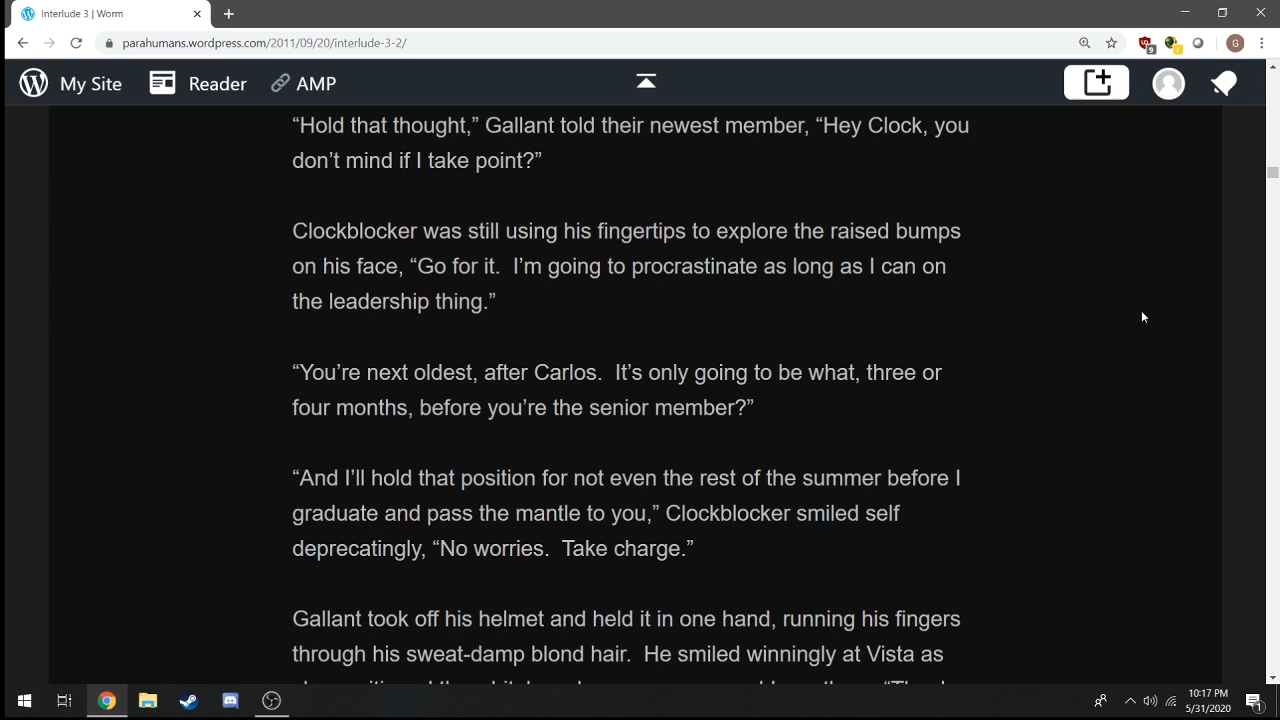 Interlude 3 | Worm
parahumans.wordpress.com/2011/09/20/interlude-3-2/
9
G
My Site
Reader
AMP
“Hold that thought,” Gallant told their newest member, “Hey Clock, you
don’t mind if I take point?”
Clockblocker was still using his fingertips to explore the raised bumps
on his face, “Go for it.  I’m going to procrastinate as long as I can on
the leadership thing.”
“You’re next oldest, after Carlos.  It’s only going to be what, three or
four months, before you’re the senior member?”
“And I’ll hold that position for not even the rest of the summer before I
graduate and pass the mantle to you,” Clockblocker smiled self
deprecatingly, “No worries.  Take charge.”
Gallant took off his helmet and held it in one hand, running his fingers
through his sweat-damp blond hair.  He smiled winningly at Vista as
10:17 PM
5/31/2020
1